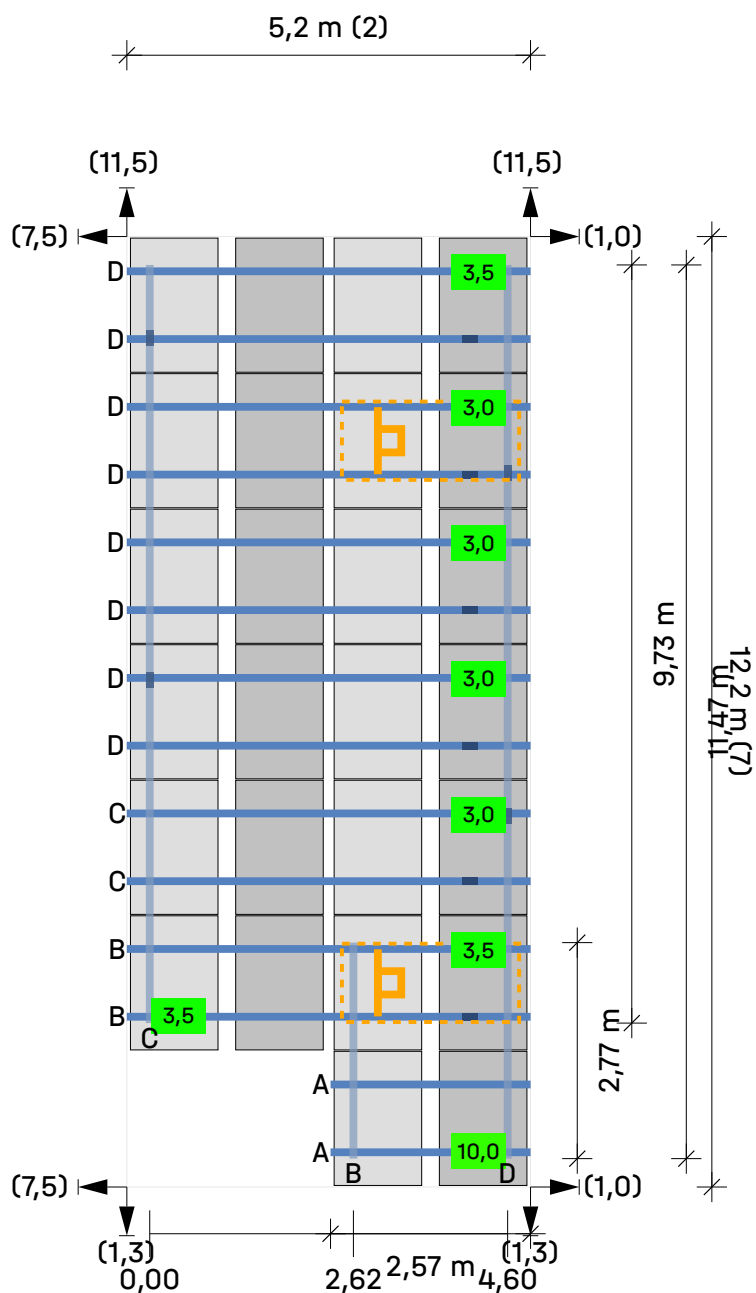 5,2 m (2)
(11,5) (11,5)
(7,5) (1,0)
D 3,5
D
D 3,0
D
D 3,0
D
D 3,0
D
C 3,0
C
B 3,5
B 3,5
C
A
A 10,0
B D
9,73 m
11,47 m
12,2 m (7)
2,77 m
(7,5) (1,0)
(1,3) (1,3)
0,00 2,62 2,57 m 4,60